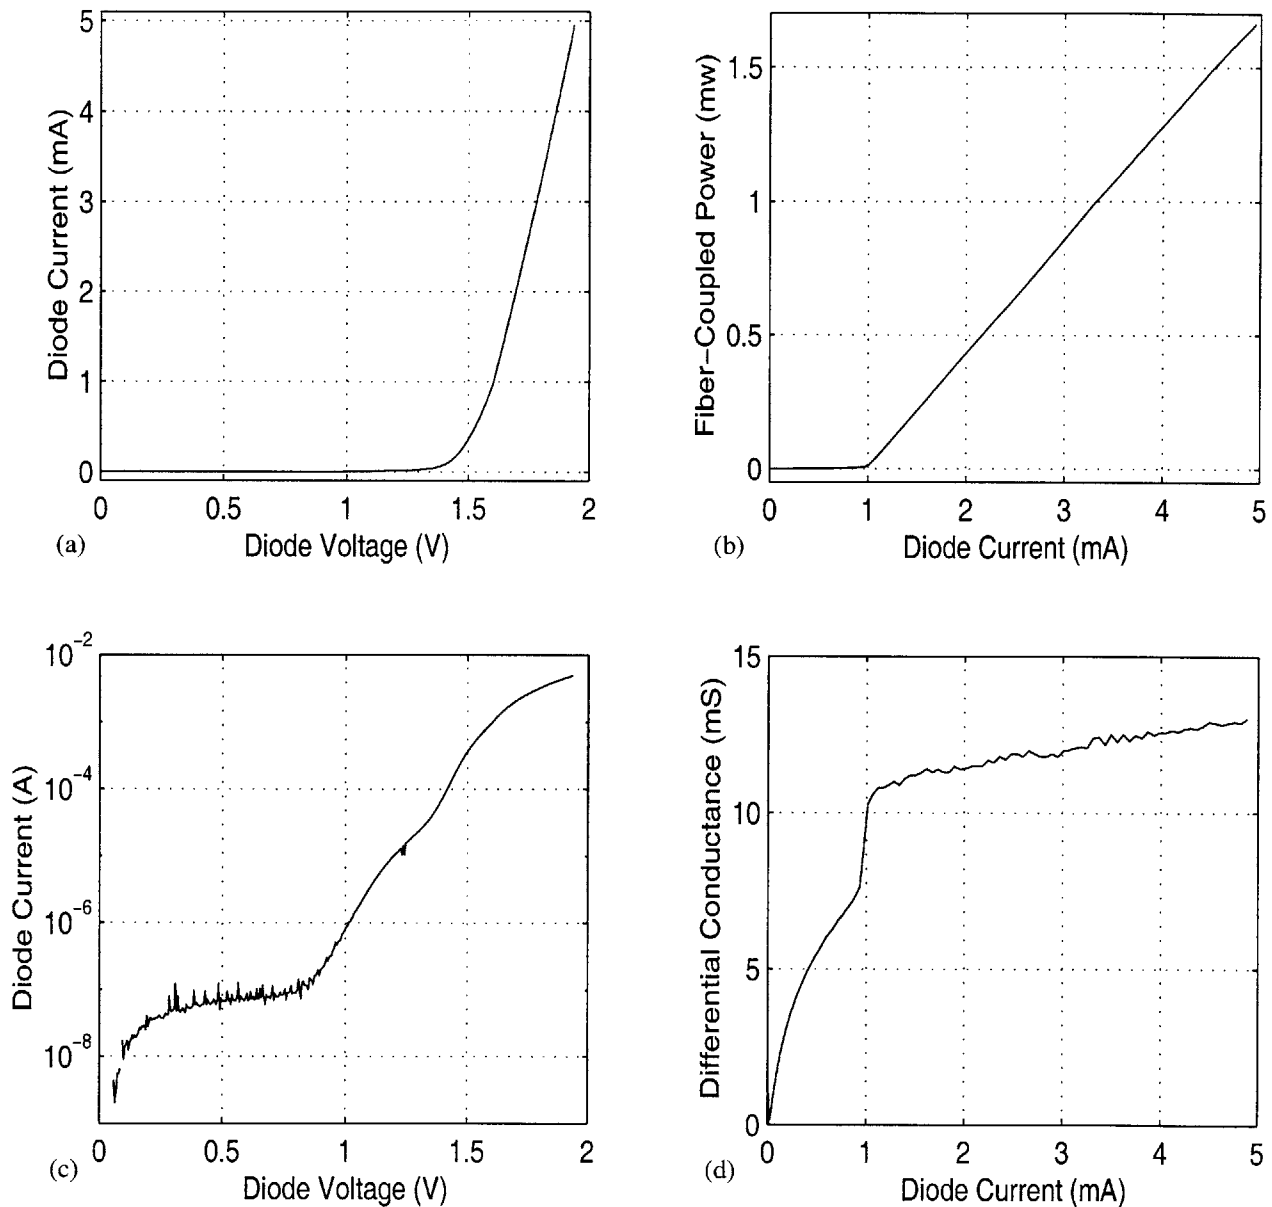 5
4
3
2
1
0
0 0.5 1 1.5 2
Diode Current (mA)
Diode Voltage (V)
(a)
1.5
1
0.5
0
0 1 2 3 4 5
Fiber-Coupled Power (mw)
Diode Current (mA)
(b)
10-2
10-4
10-6
10-8
0 0.5 1 1.5 2
Diode Current (A)
Diode Voltage (V)
(c)
15
10
5
0
0 1 2 3 4 5
Differential Conductance (mS)
Diode Current (mA)
(d)